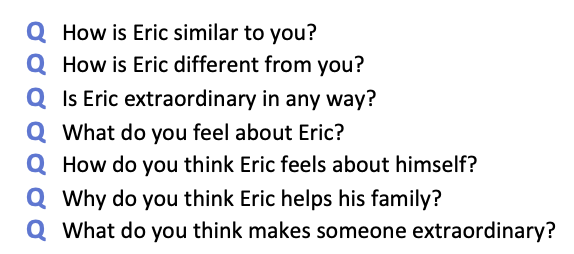 Q How is Eric similar to you?
Q How is Eric different from you?
Q Is Eric extraordinary in any way?
Q What do you feel about Eric?
Q How do you think Eric feels about himself?
Q Why do you think Eric helps his family?
Q What do you think makes someone extraordinary?